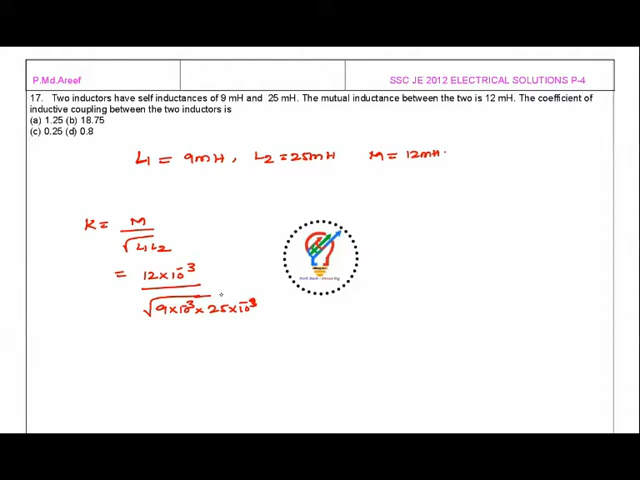 P.Md.Areef
SSC JE 2012 ELECTRICAL SOLUTIONS P-4
17. Two inductors have self inductances of 9 mH and 25 mH. The mutual inductance between the two is 12 mH. The coefficient of
inductive coupling between the two inductors is
(a) 1.25 (b) 18.75
(c) 0.25 (d) 0.8
L1 = 9mH, L2 = 25mH M = 12mH.
K = M / √L1L2
= 12×10⁻³ / √9×10⁻³×25×10⁻³